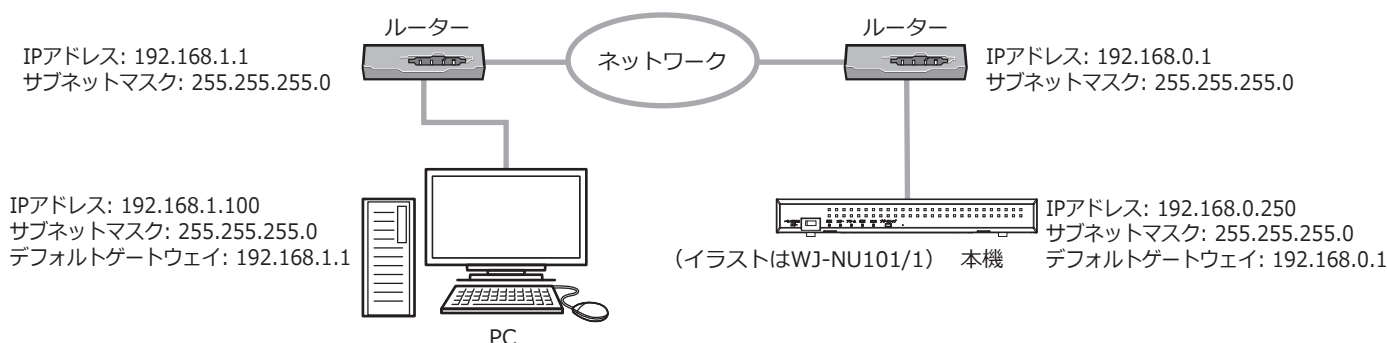 ルーター
IPアドレス: 192.168.1.1
サブネットマスク: 255.255.255.0
ネットワーク
ルーター
IPアドレス: 192.168.0.1
サブネットマスク: 255.255.255.0
IPアドレス: 192.168.1.100
サブネットマスク: 255.255.255.0
デフォルトゲートウェイ: 192.168.1.1
PC
(イラストはWJ-NU101/1) 本機
IPアドレス: 192.168.0.250
サブネットマスク: 255.255.255.0
デフォルトゲートウェイ: 192.168.0.1